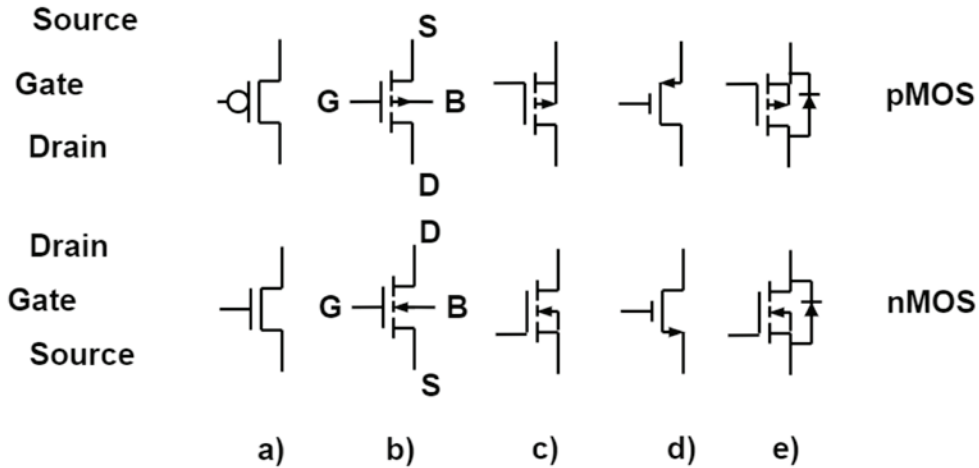 Source
S
Gate
G
B
pMOS
Drain
D
Drain
D
Gate
G
B
nMOS
Source
S
a)
b)
c)
d)
e)